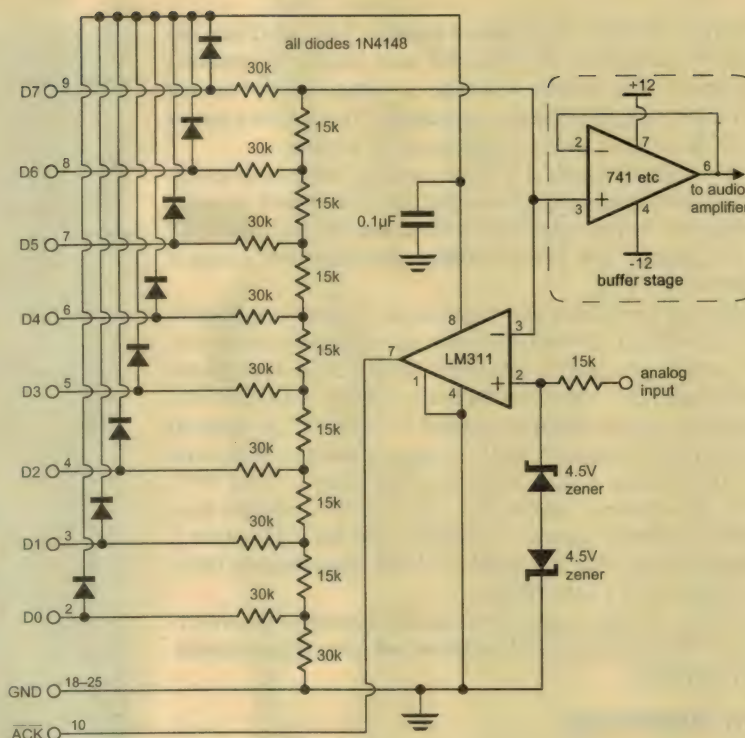 all diodes 1N4148
+12
D7 9
30k
15k
7
2
−
6
741 etc
+
3
4
to audio
amplifier
-12
buffer stage
D6 8
30k
15k
0.1µF
D5 7
30k
15k
D4 6
30k
15k
8
−
3
7
LM311
+
2
1
4
15k
analog
input
D3 5
30k
15k
D2 4
30k
15k
4.5V
zener
D1 3
30k
15k
4.5V
zener
D0 2
30k
30k
GND 18–25
ACK 10